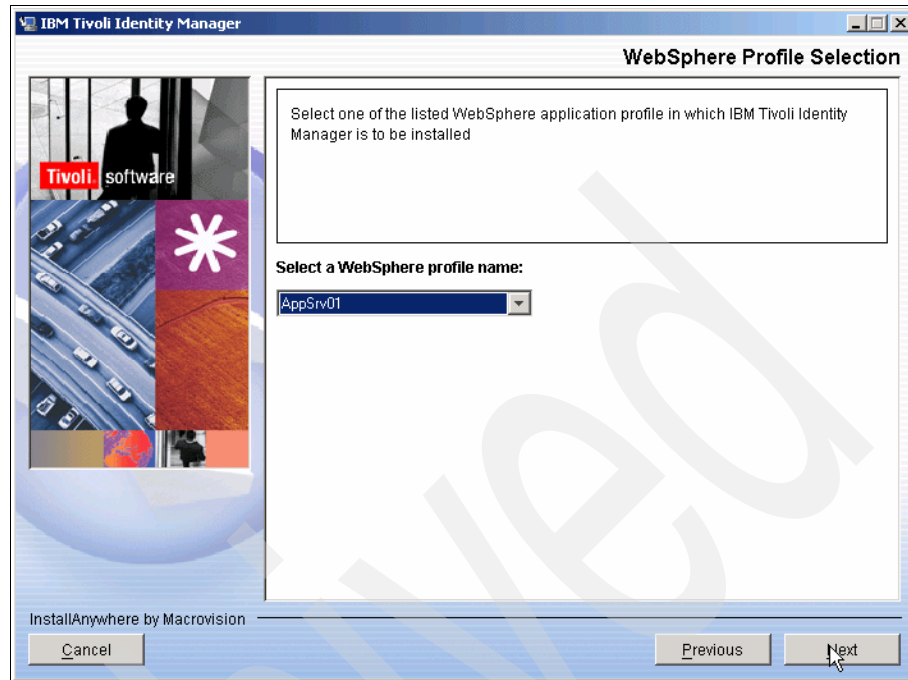 IBM Tivoli Identity Manager
WebSphere Profile Selection
Select one of the listed WebSphere application profile in which IBM Tivoli Identity
Manager is to be installed
Tivoli. software
Select a WebSphere profile name:
AppSrv01
InstallAnywhere by Macrovision
Cancel
Previous
Next